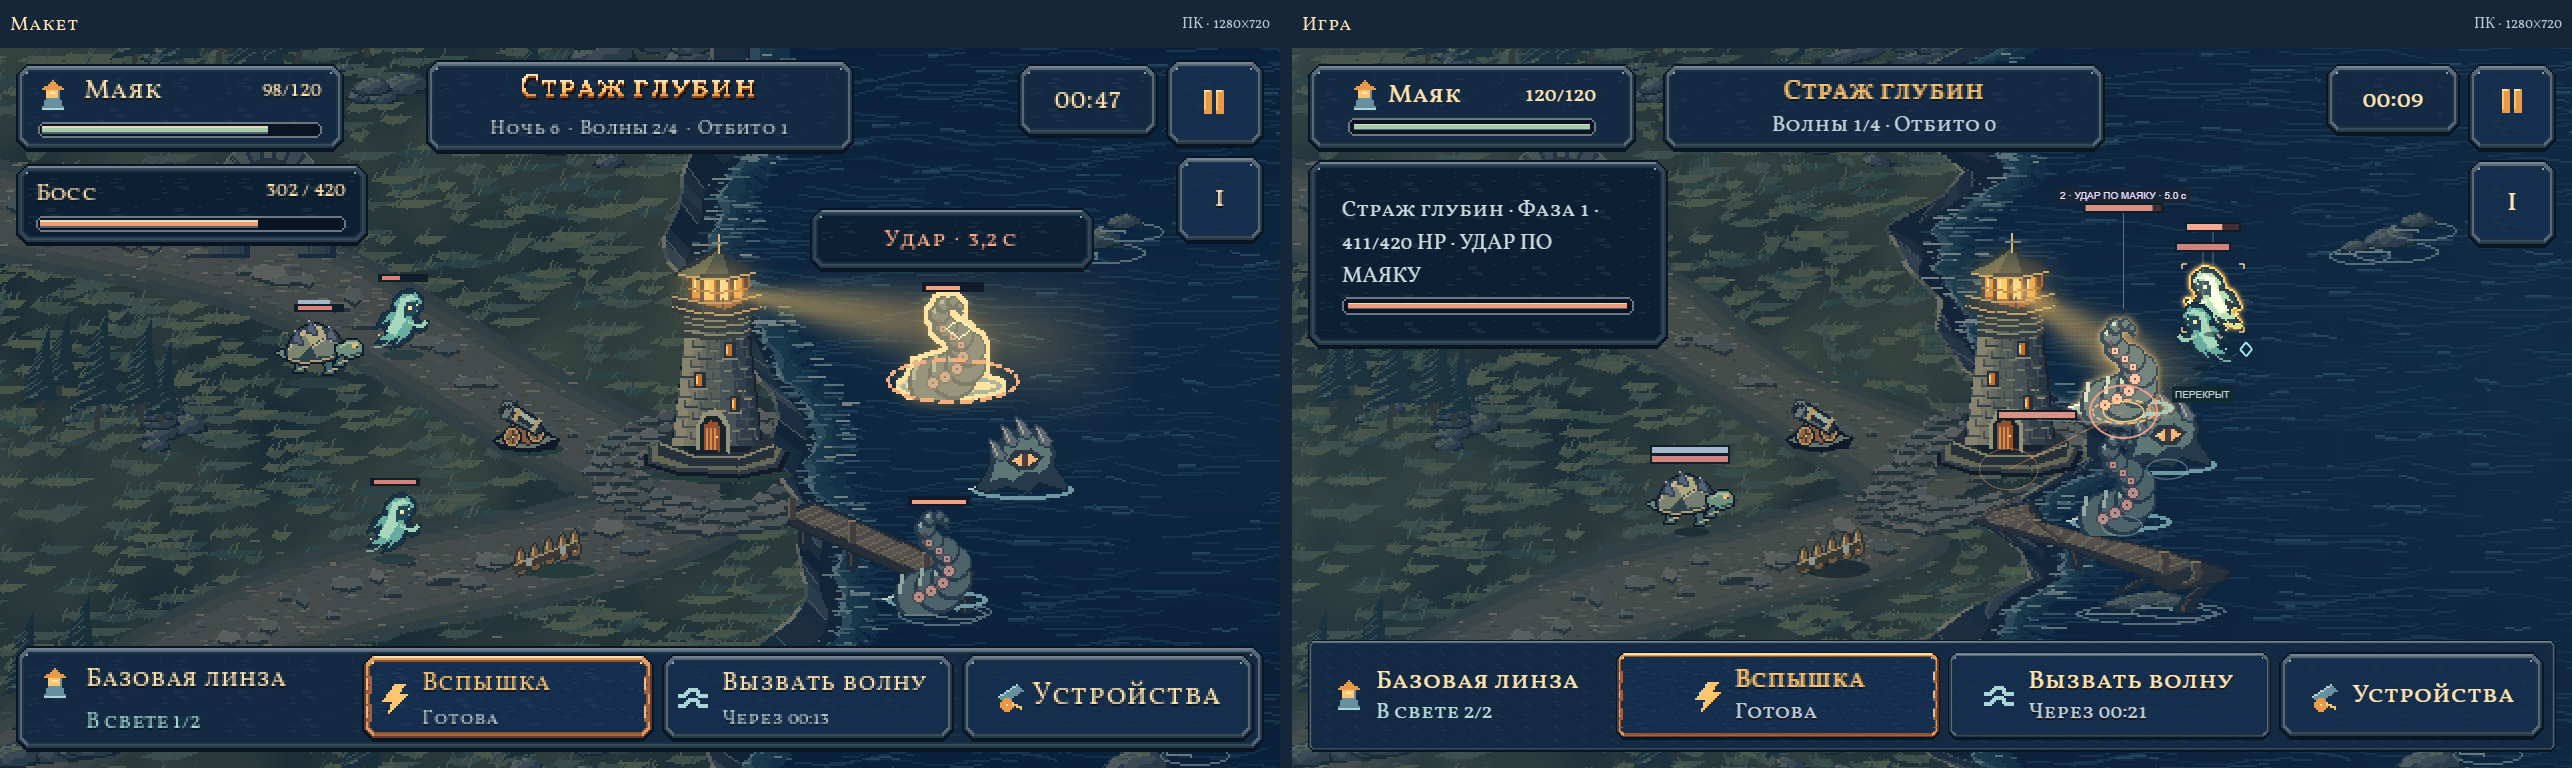 Макет
ПК · 1280×720
Маяк
98/120
Страж глубин
Ночь 6 · Волны 2/4 · Отбито 1
00:47
Босс
302 / 420
I
Удар · 3,2 с
Базовая линза
В свете 1/2
Вспышка
Готова
Вызвать волну
Через 00:13
Устройства
Игра
ПК · 1280×720
Маяк
120/120
Страж глубин
Волны 1/4 · Отбито 0
00:09
Страж глубин · Фаза 1 ·
411/420 HP · УДАР ПО
МАЯКУ
I
2 · УДАР ПО МАЯКУ · 5.0 с
ПЕРЕКРЫТ
Базовая линза
В свете 2/2
Вспышка
Готова
Вызвать волну
Через 00:21
Устройства